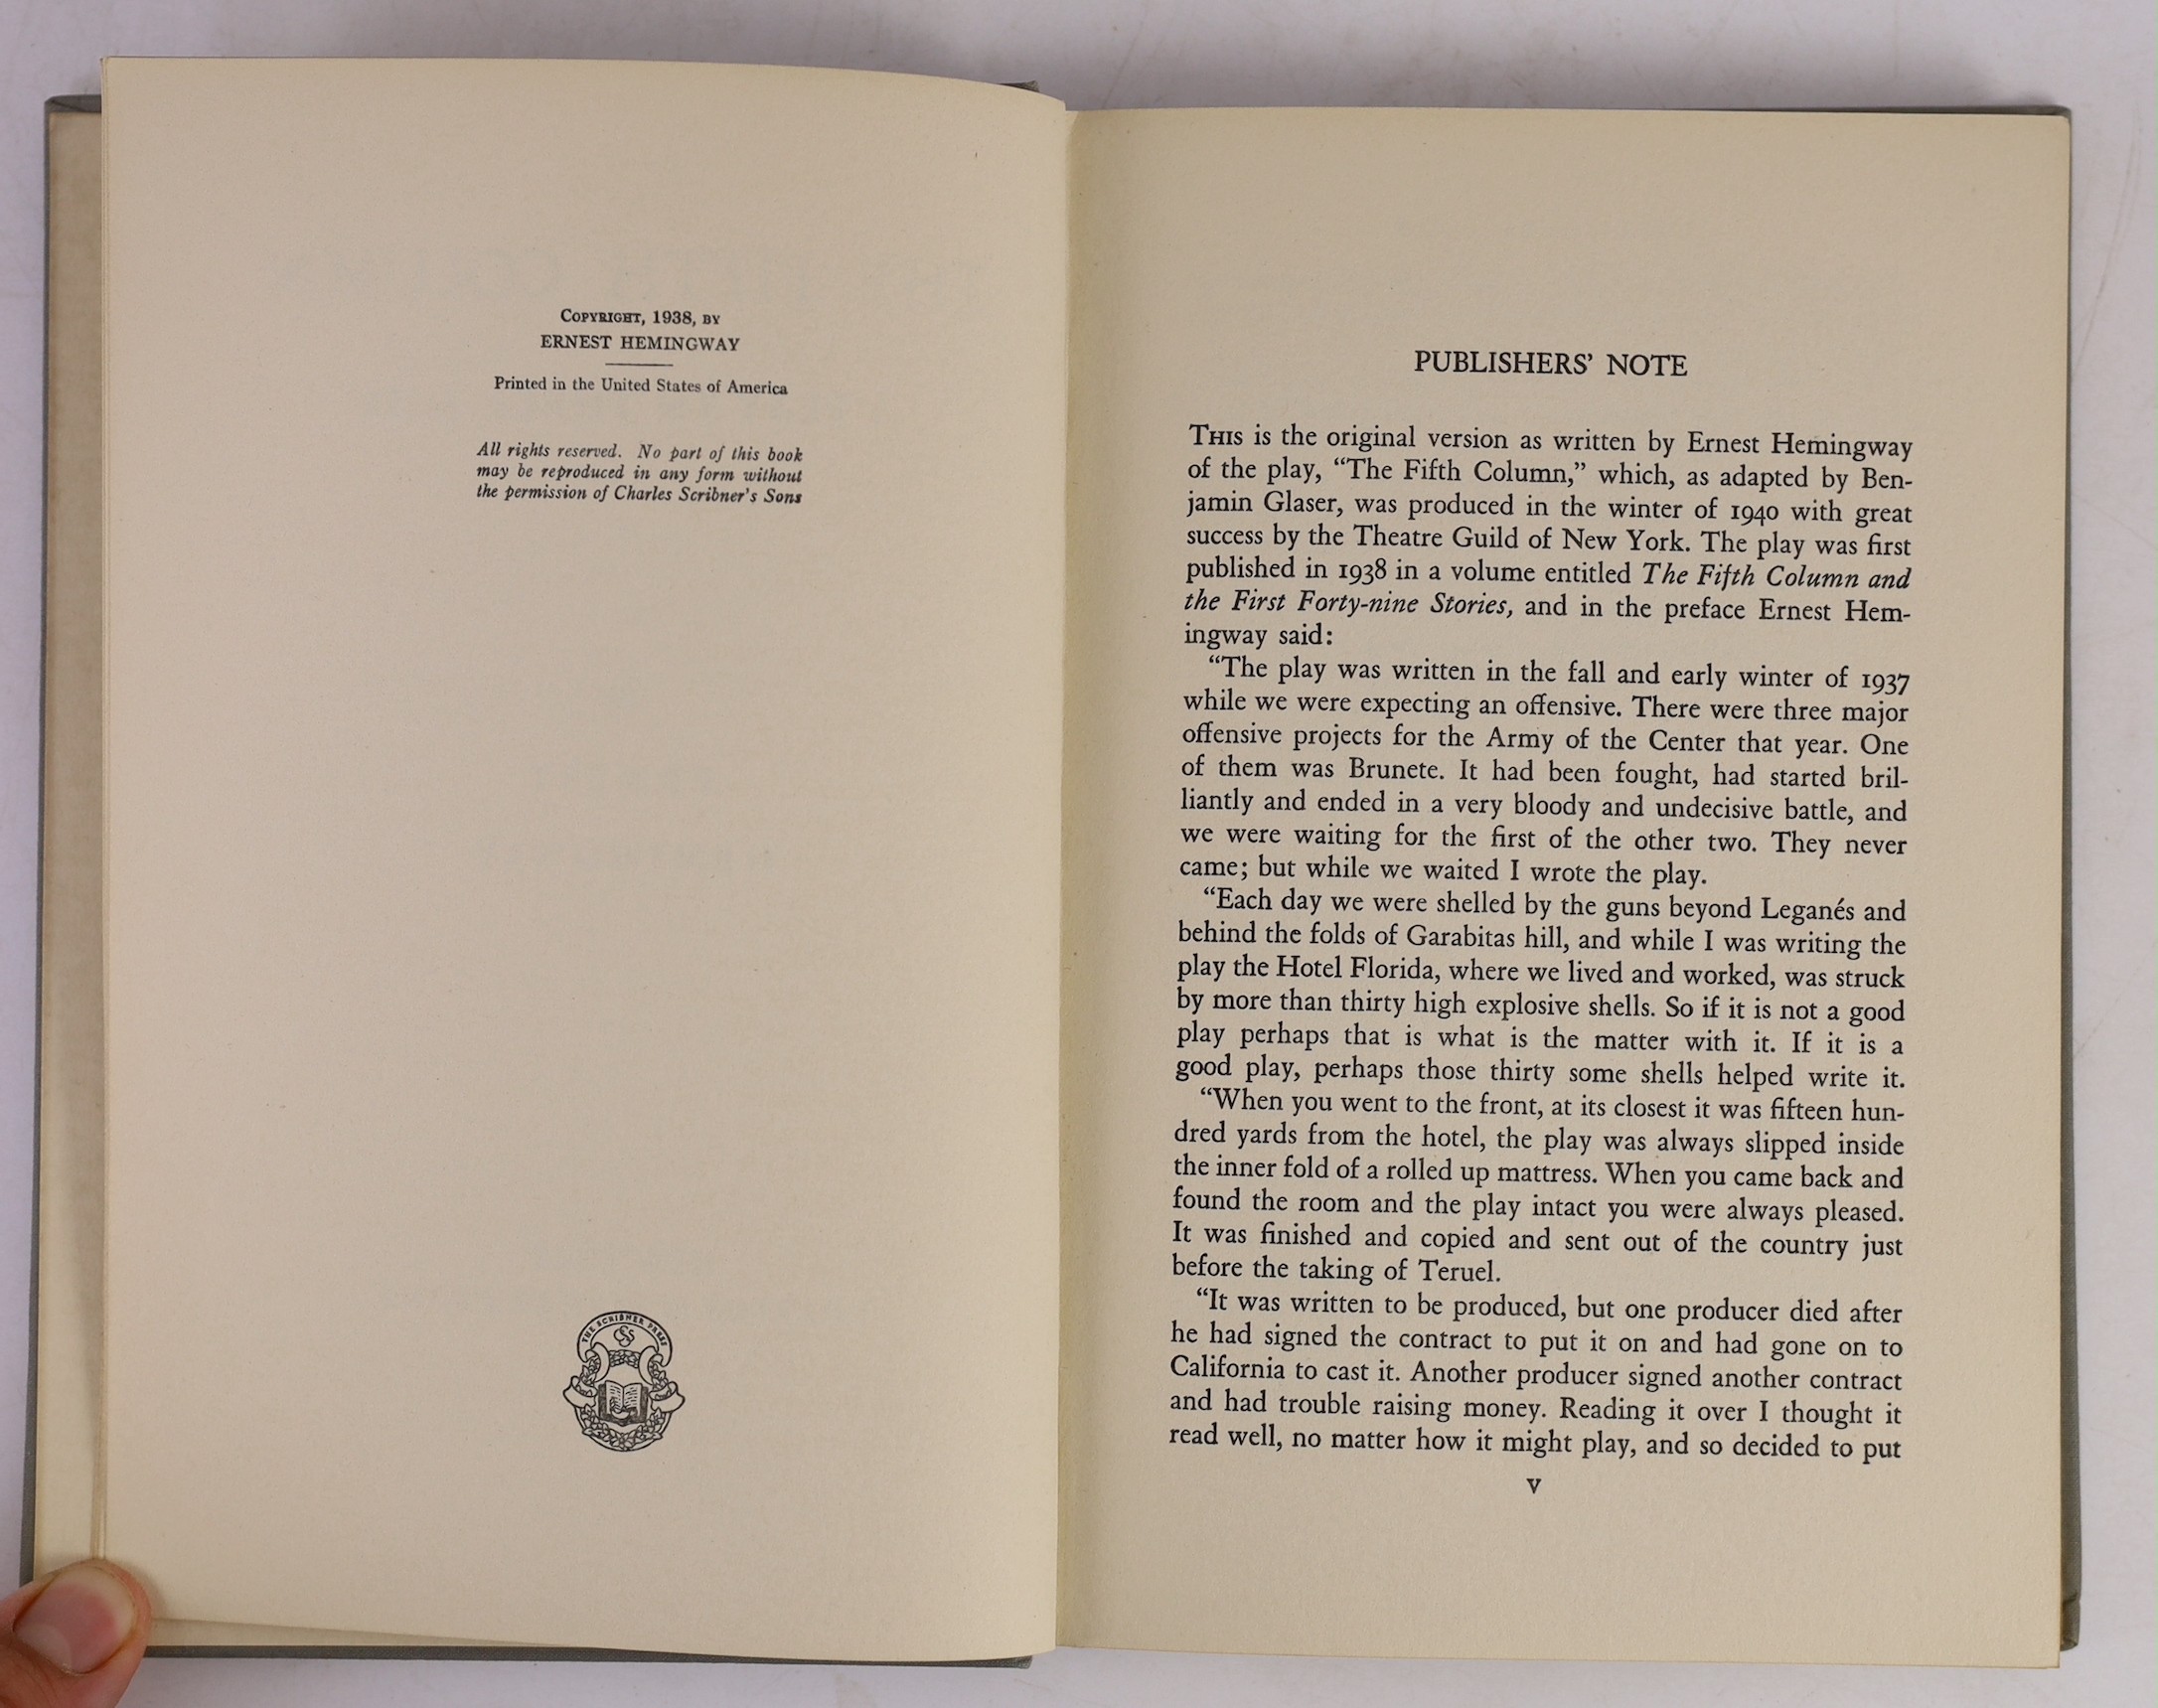 COPYRIGHT, 1938, BY
ERNEST HEMINGWAY
Printed in the United States of America
All rights reserved. No part of this book
may be reproduced in any form without
the permission of Charles Scribner's Sons
THE SCRIBNER PRESS
CSS
PUBLISHERS' NOTE
THIS is the original version as written by Ernest Hemingway
of the play, “The Fifth Column,” which, as adapted by Ben-
jamin Glaser, was produced in the winter of 1940 with great
success by the Theatre Guild of New York. The play was first
published in 1938 in a volume entitled The Fifth Column and
the First Forty-nine Stories, and in the preface Ernest Hem-
ingway said:
“The play was written in the fall and early winter of 1937
while we were expecting an offensive. There were three major
offensive projects for the Army of the Center that year. One
of them was Brunete. It had been fought, had started bril-
liantly and ended in a very bloody and undecisive battle, and
we were waiting for the first of the other two. They never
came; but while we waited I wrote the play.
“Each day we were shelled by the guns beyond Leganés and
behind the folds of Garabitas hill, and while I was writing the
play the Hotel Florida, where we lived and worked, was struck
by more than thirty high explosive shells. So if it is not a good
play perhaps that is what is the matter with it. If it is a
good play, perhaps those thirty some shells helped write it.
“When you went to the front, at its closest it was fifteen hun-
dred yards from the hotel, the play was always slipped inside
the inner fold of a rolled up mattress. When you came back and
found the room and the play intact you were always pleased.
It was finished and copied and sent out of the country just
before the taking of Teruel.
“It was written to be produced, but one producer died after
he had signed the contract to put it on and had gone on to
California to cast it. Another producer signed another contract
and had trouble raising money. Reading it over I thought it
read well, no matter how it might play, and so decided to put
v